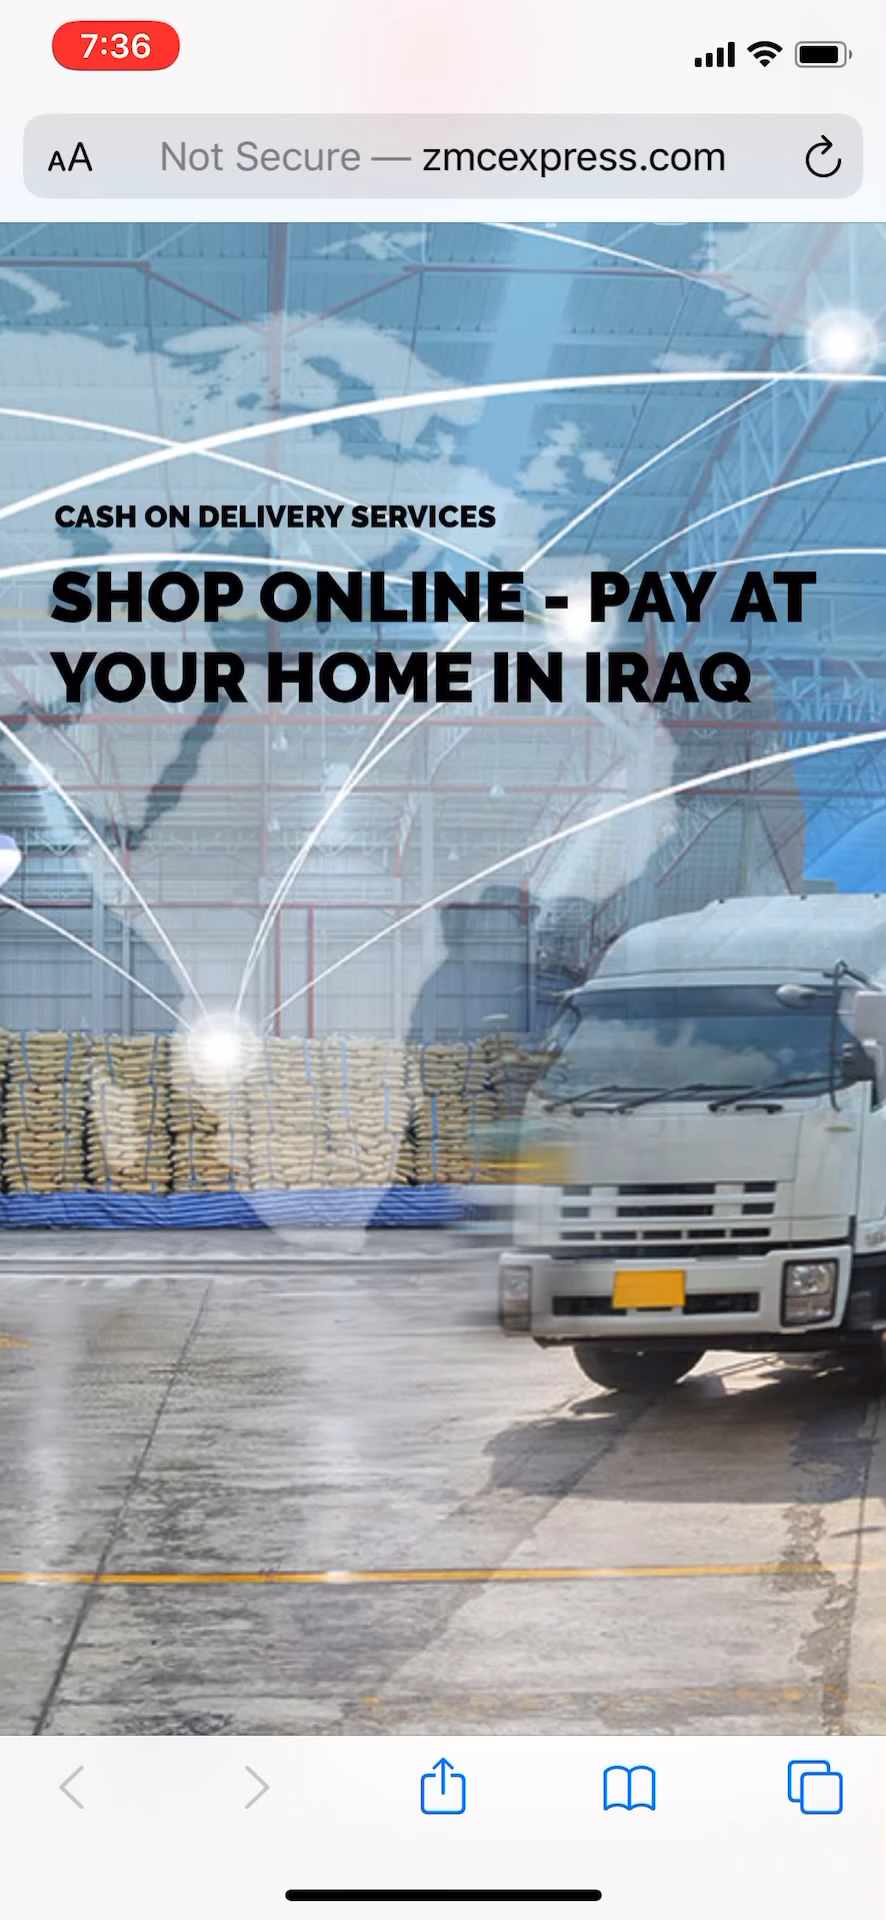 7:36
AA Not Secure — zmcexpress.com
CASH ON DELIVERY SERVICES
SHOP ONLINE - PAY AT
YOUR HOME IN IRAQ